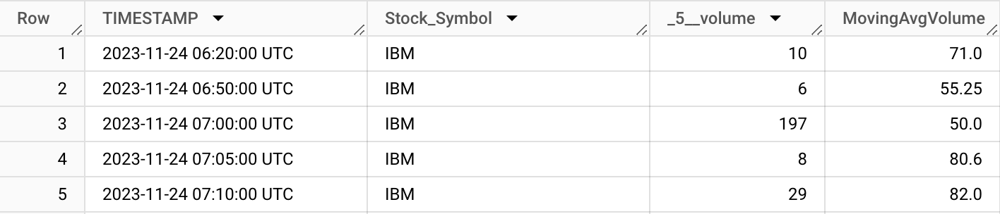 Row TIMESTAMP Stock_Symbol _5__volume MovingAvgVolume
1 2023-11-24 06:20:00 UTC IBM 10 71.0
2 2023-11-24 06:50:00 UTC IBM 6 55.25
3 2023-11-24 07:00:00 UTC IBM 197 50.0
4 2023-11-24 07:05:00 UTC IBM 8 80.6
5 2023-11-24 07:10:00 UTC IBM 29 82.0